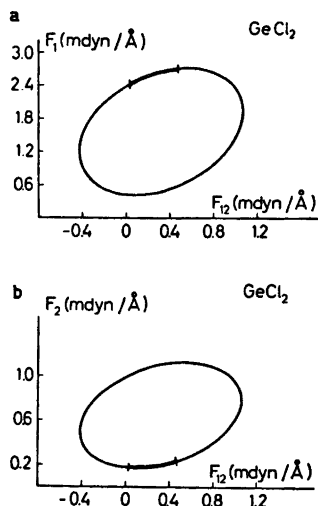 a
F₁ (mdyn/Å)
GeCl₂
3.0
2.4
1.8
1.2
0.6
F₁₂ (mdyn/Å)
-0.4 0 0.4 0.8 1.2
b
F₂ (mdyn/Å)
GeCl₂
1.0
0.6
0.2
F₁₂ (mdyn/Å)
-0.4 0 0.4 0.8 1.2